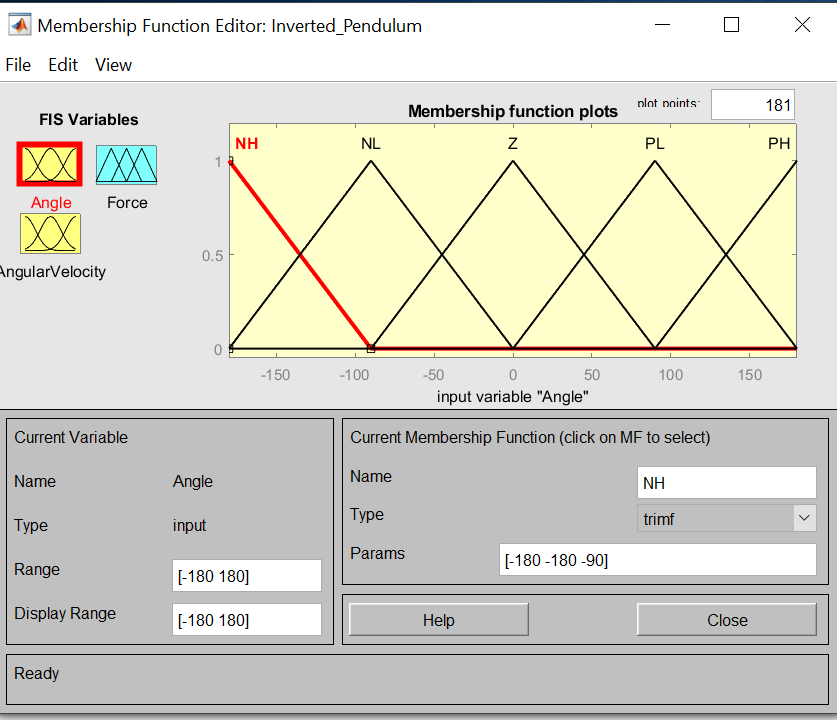 Membership Function Editor: Inverted_Pendulum
File Edit View
FIS Variables
Membership function plots
plot points:
181
NH NL Z PL PH
1
0.5
0
Angle
Force
AngularVelocity
-150 -100 -50 0 50 100 150
input variable "Angle"
Current Variable
Name Angle
Type input
Range [-180 180]
Display Range [-180 180]
Current Membership Function (click on MF to select)
Name NH
Type trimf
Params [-180 -180 -90]
Help Close
Ready